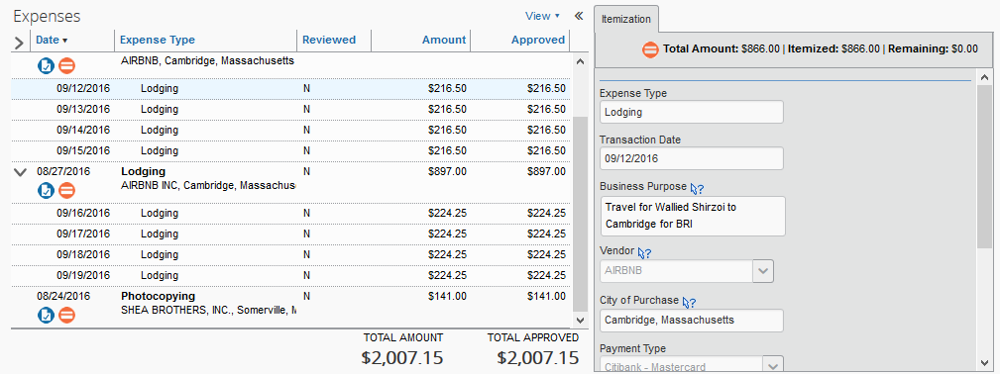 Expenses
View
Date Expense Type Reviewed Amount Approved
AIRBNB, Cambridge, Massachusetts
09/12/2016 Lodging N $216.50 $216.50
09/13/2016 Lodging N $216.50 $216.50
09/14/2016 Lodging N $216.50 $216.50
09/15/2016 Lodging N $216.50 $216.50
08/27/2016 Lodging N $897.00 $897.00
AIRBNB INC, Cambridge, Massachus
09/16/2016 Lodging N $224.25 $224.25
09/17/2016 Lodging N $224.25 $224.25
09/18/2016 Lodging N $224.25 $224.25
09/19/2016 Lodging N $224.25 $224.25
08/24/2016 Photocopying N $141.00 $141.00
SHEA BROTHERS, INC., Somerville,
TOTAL AMOUNT TOTAL APPROVED
$2,007.15 $2,007.15
Itemization
Total Amount: $866.00 | Itemized: $866.00 | Remaining: $0.00
Expense Type
Lodging
Transaction Date
09/12/2016
Business Purpose ?
Travel for Wallied Shirzoi to
Cambridge for BRI
Vendor ?
AIRBNB
City of Purchase ?
Cambridge, Massachusetts
Payment Type
Citibank - Mastercard